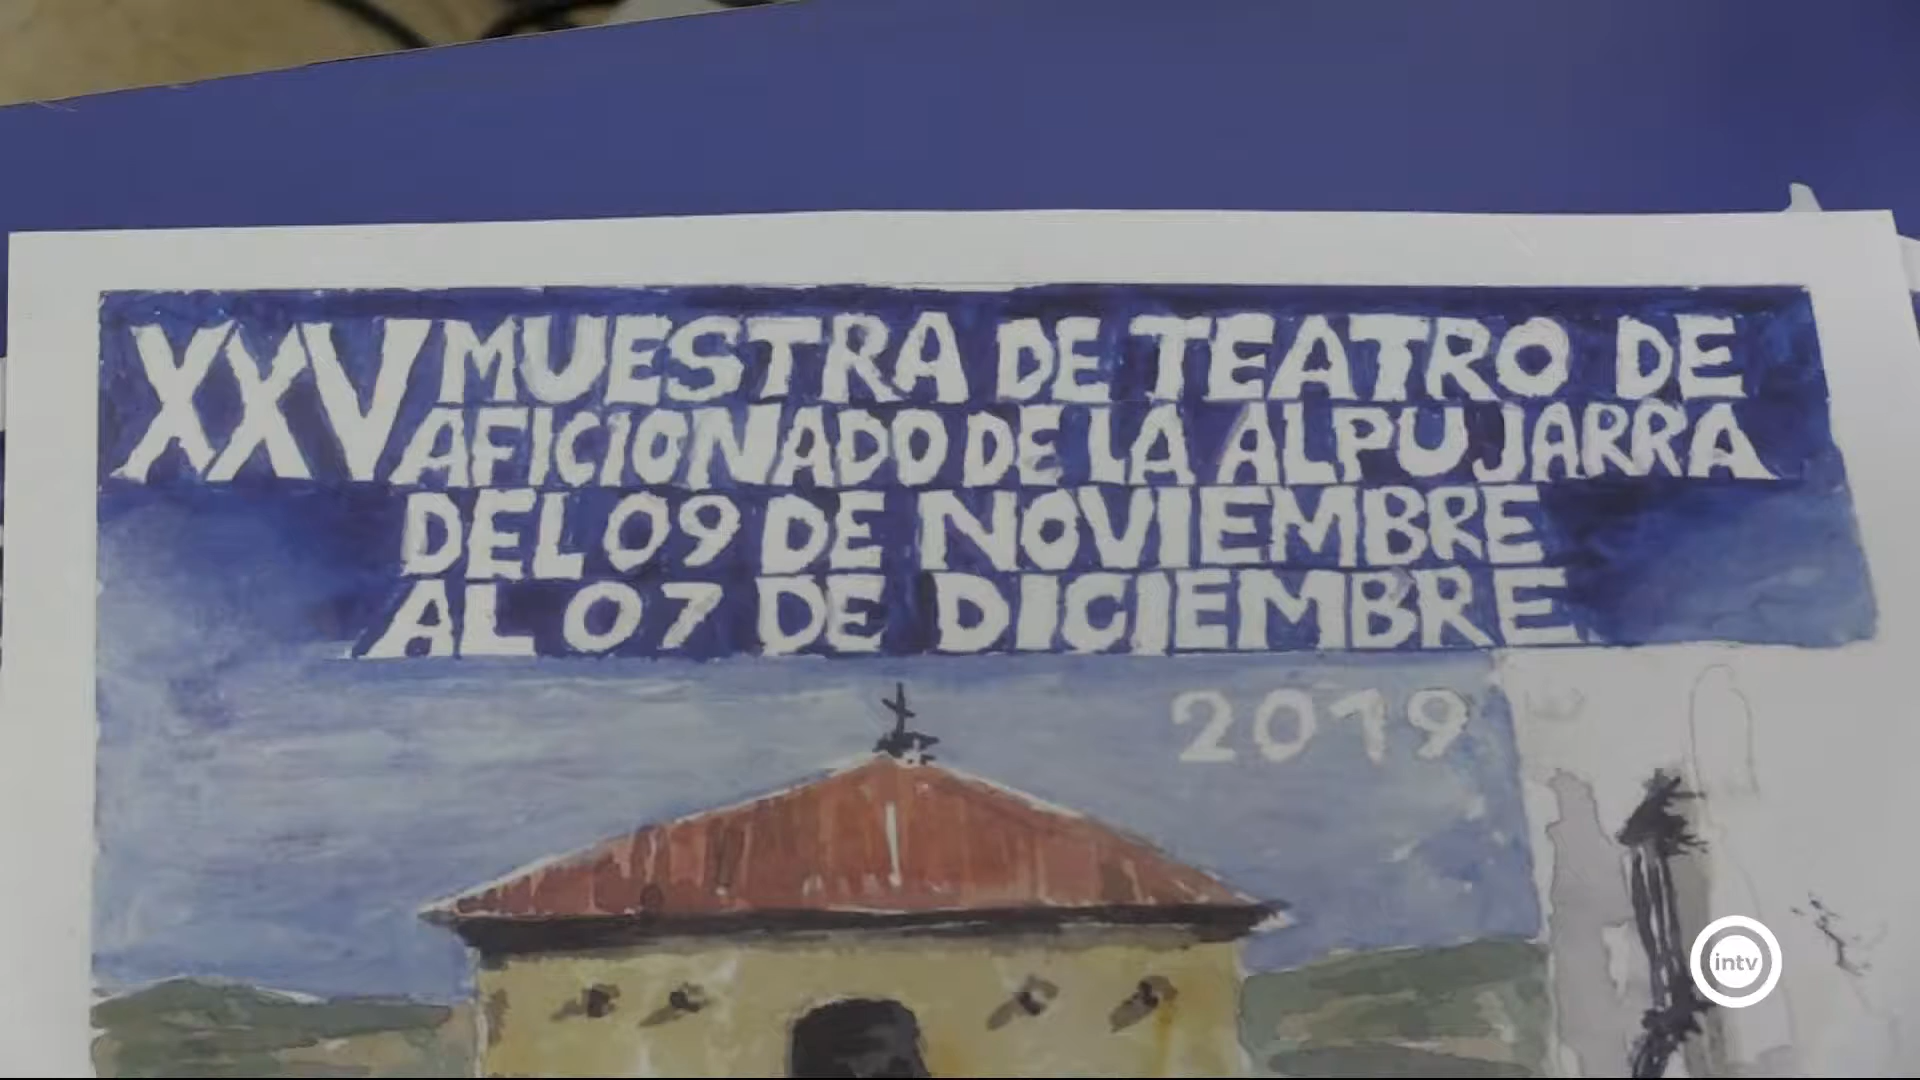 XXV MUESTRA DE TEATRO DE
AFICIONADO DE LA ALPUJARRA
DEL 09 DE NOVIEMBRE
AL 07 DE DICIEMBRE
2019
intv